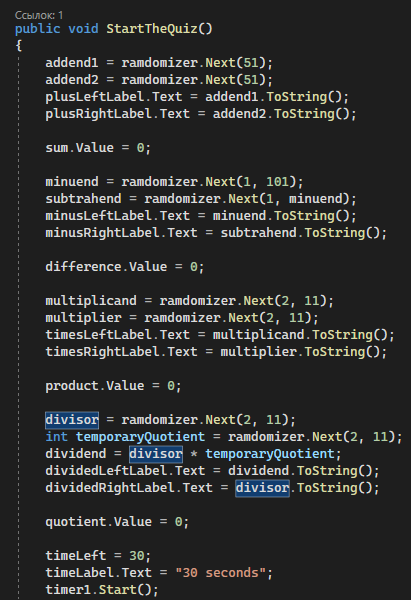 Ссылок: 1
public void StartTheQuiz()
{
addend1 = ramdomizer.Next(51);
addend2 = ramdomizer.Next(51);
plusLeftLabel.Text = addend1.ToString();
plusRightLabel.Text = addend2.ToString();
sum.Value = 0;
minuend = ramdomizer.Next(1, 101);
subtrahend = ramdomizer.Next(1, minuend);
minusLeftLabel.Text = minuend.ToString();
minusRightLabel.Text = subtrahend.ToString();
difference.Value = 0;
multiplicand = ramdomizer.Next(2, 11);
multiplier = ramdomizer.Next(2, 11);
timesLeftLabel.Text = multiplicand.ToString();
timesRightLabel.Text = multiplier.ToString();
product.Value = 0;
divisor = ramdomizer.Next(2, 11);
int temporaryQuotient = ramdomizer.Next(2, 11);
dividend = divisor * temporaryQuotient;
dividedLeftLabel.Text = dividend.ToString();
dividedRightLabel.Text = divisor.ToString();
quotient.Value = 0;
timeLeft = 30;
timeLabel.Text = "30 seconds";
timer1.Start();